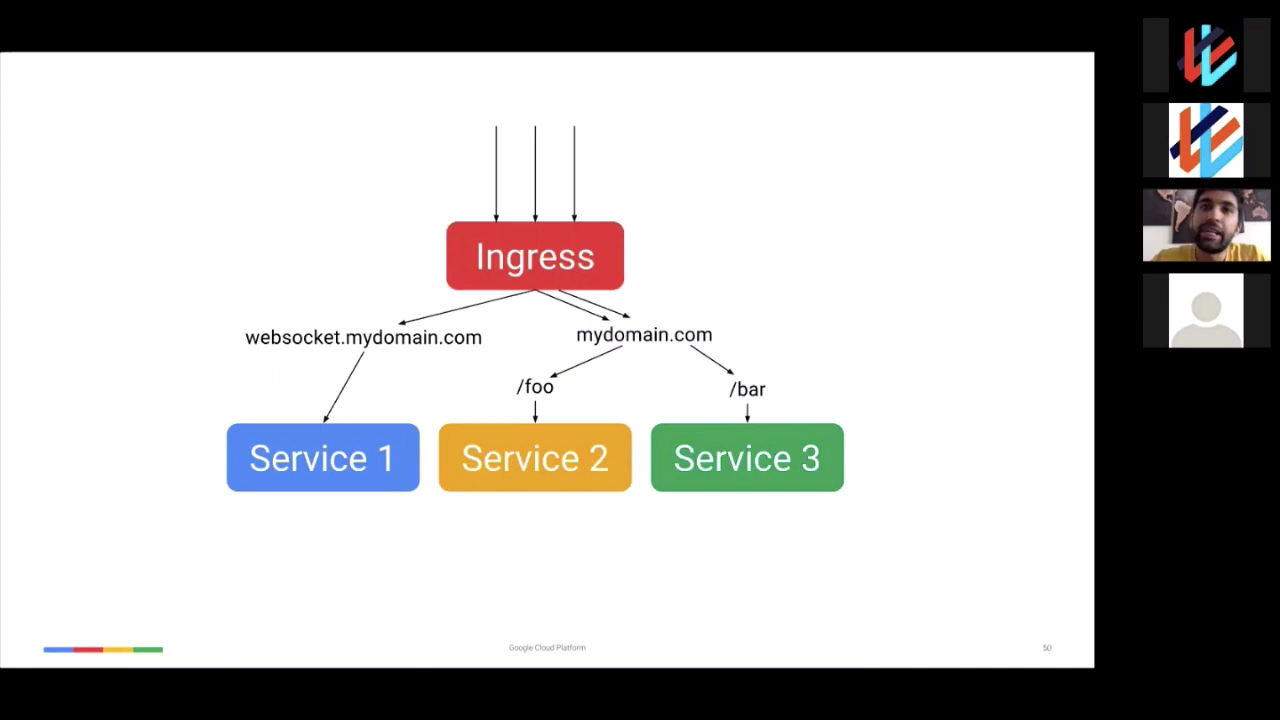 Ingress
websocket.mydomain.com
mydomain.com
/foo
/bar
Service 1
Service 2
Service 3
Google Cloud Platform
50